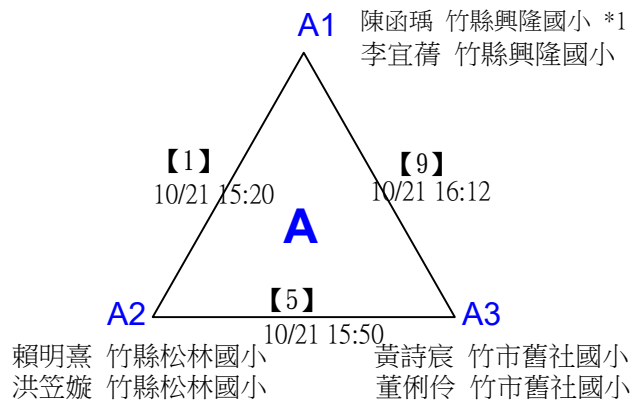 A1
陳函瑀 竹縣興隆國小 *1
李宜蒨 竹縣興隆國小
【1】
10/21 15:20
【9】
10/21 16:12
A
【5】
10/21 15:50
A2
賴明熹 竹縣松林國小
洪笠嫙 竹縣松林國小
A3
黃詩宸 竹市舊社國小
董俐伶 竹市舊社國小